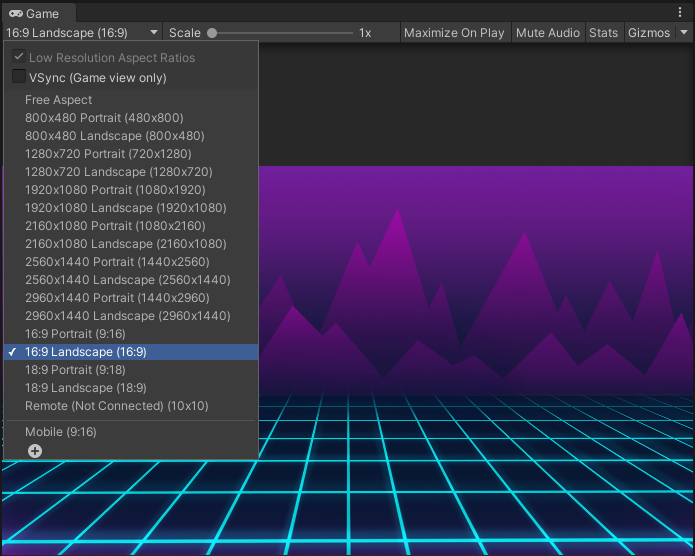 Game
16:9 Landscape (16:9) Scale 1x Maximize On Play Mute Audio Stats Gizmos
Low Resolution Aspect Ratios
VSync (Game view only)
Free Aspect
800x480 Portrait (480x800)
800x480 Landscape (800x480)
1280x720 Portrait (720x1280)
1280x720 Landscape (1280x720)
1920x1080 Portrait (1080x1920)
1920x1080 Landscape (1920x1080)
2160x1080 Portrait (1080x2160)
2160x1080 Landscape (2160x1080)
2560x1440 Portrait (1440x2560)
2560x1440 Landscape (2560x1440)
2960x1440 Portrait (1440x2960)
2960x1440 Landscape (2960x1440)
16:9 Portrait (9:16)
16:9 Landscape (16:9)
18:9 Portrait (9:18)
18:9 Landscape (18:9)
Remote (Not Connected) (10x10)
Mobile (9:16)